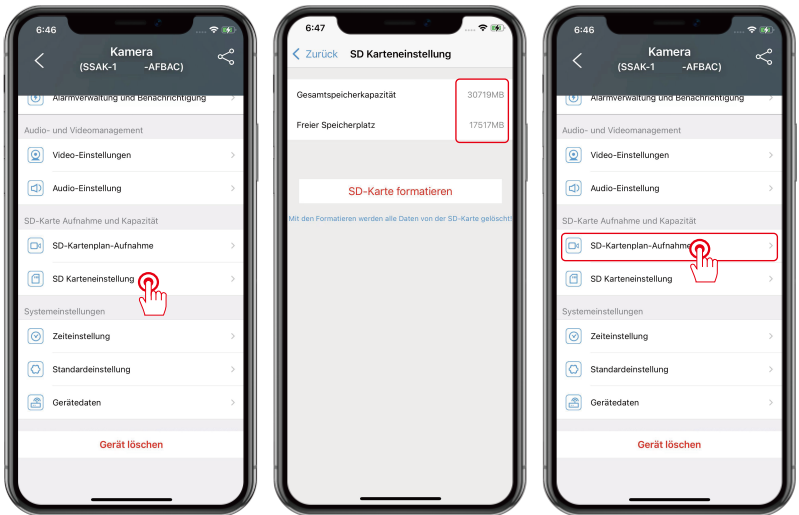 6:46
Kamera
(SSAK-1 -AFBAC)
Alarmverwaltung und Benachrichtigung
Audio- und Videomanagement
Video-Einstellungen
Audio-Einstellung
SD-Karte Aufnahme und Kapazität
SD-Kartenplan-Aufnahme
SD Karteneinstellung
Systemeinstellungen
Zeiteinstellung
Standardeinstellung
Gerätedaten
Gerät löschen
6:47
Zurück SD Karteneinstellung
Gesamtspeicherkapazität 30719MB
Freier Speicherplatz 17517MB
SD-Karte formatieren
Mit den Formatieren werden alle Daten von der SD-Karte gelöscht!
6:46
Kamera
(SSAK-1 -AFBAC)
Alarmverwaltung und Benachrichtigung
Audio- und Videomanagement
Video-Einstellungen
Audio-Einstellung
SD-Karte Aufnahme und Kapazität
SD-Kartenplan-Aufnahme
SD Karteneinstellung
Systemeinstellungen
Zeiteinstellung
Standardeinstellung
Gerätedaten
Gerät löschen